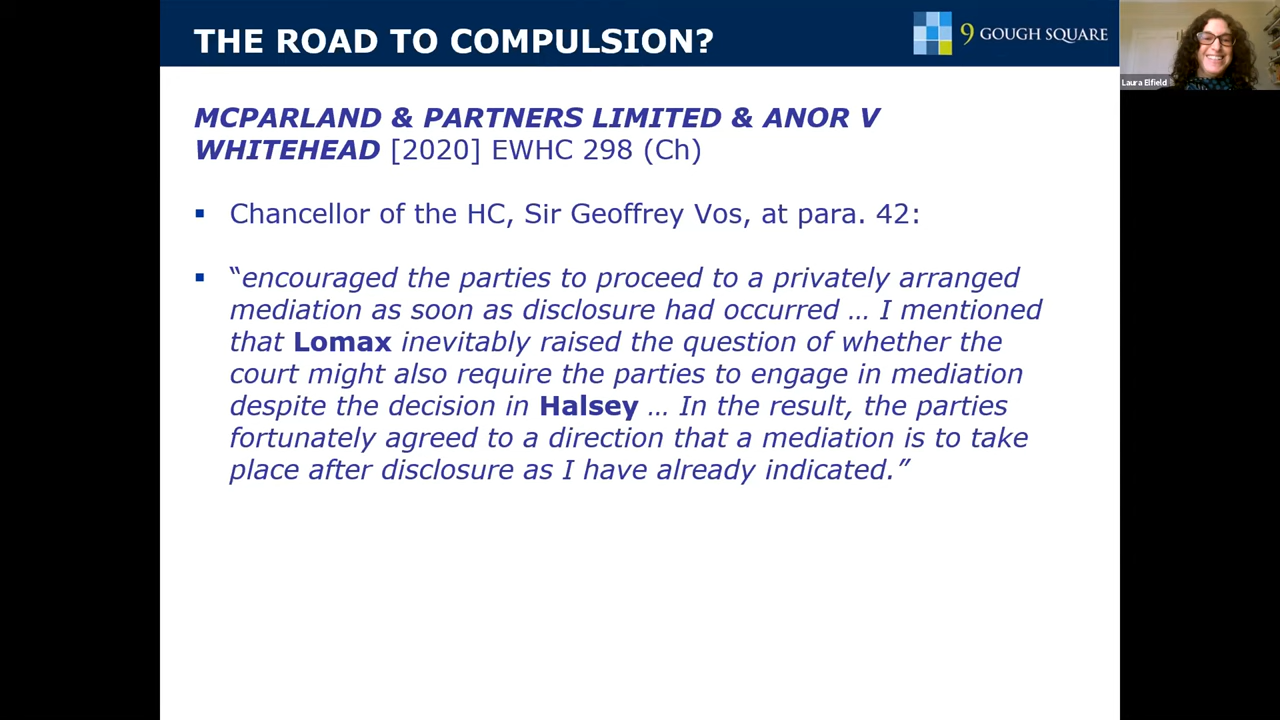 THE ROAD TO COMPULSION?
9 GOUGH SQUARE
Laura Elfield
MCPARLAND & PARTNERS LIMITED & ANOR V
WHITEHEAD [2020] EWHC 298 (Ch)
▪ Chancellor of the HC, Sir Geoffrey Vos, at para. 42:
▪ “encouraged the parties to proceed to a privately arranged
mediation as soon as disclosure had occurred … I mentioned
that Lomax inevitably raised the question of whether the
court might also require the parties to engage in mediation
despite the decision in Halsey … In the result, the parties
fortunately agreed to a direction that a mediation is to take
place after disclosure as I have already indicated.”